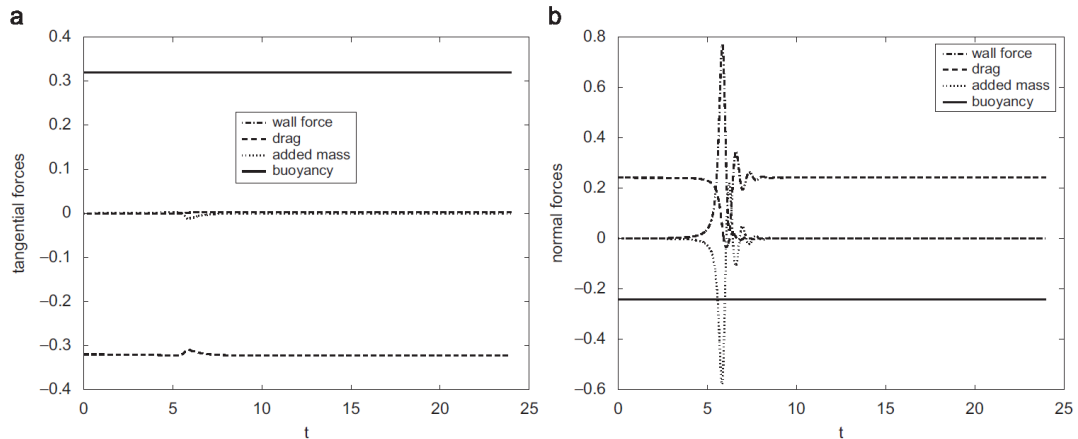 a
0.4
0.3
0.2
0.1
0
–0.1
–0.2
–0.3
–0.4
tangential forces
wall force
drag
added mass
buoyancy
0
5
10
15
20
25
t
b
0.8
0.6
0.4
0.2
0
–0.2
–0.4
–0.6
normal forces
wall force
drag
added mass
buoyancy
0
5
10
15
20
25
t